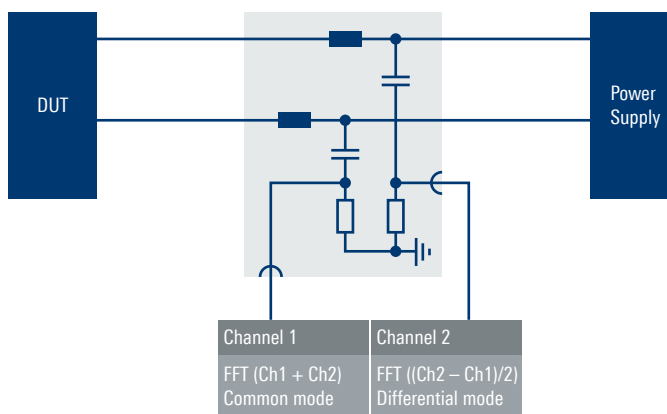 DUT
Power
Supply
Channel 1
FFT (Ch1 + Ch2)
Common mode
Channel 2
FFT ((Ch2 – Ch1)/2)
Differential mode